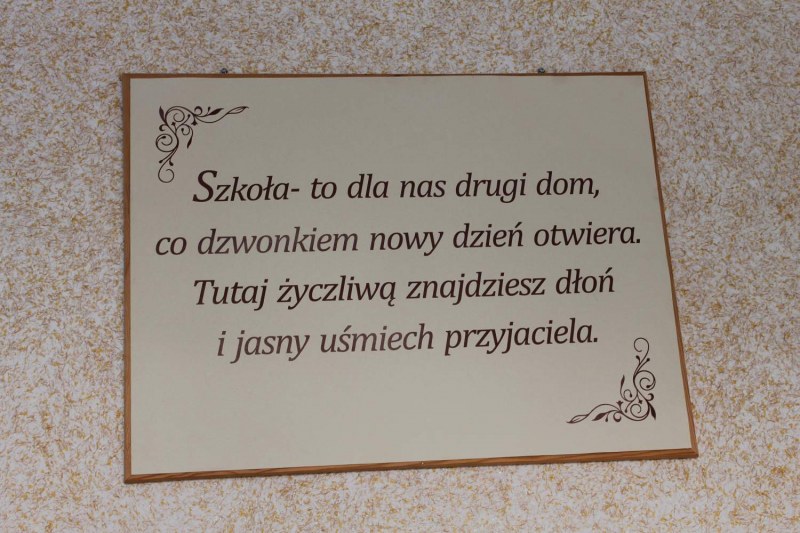 Szkoła- to dla nas drugi dom,
co dzwonkiem nowy dzień otwiera.
Tutaj życzliwą znajdziesz dłoń
i jasny uśmiech przyjaciela.